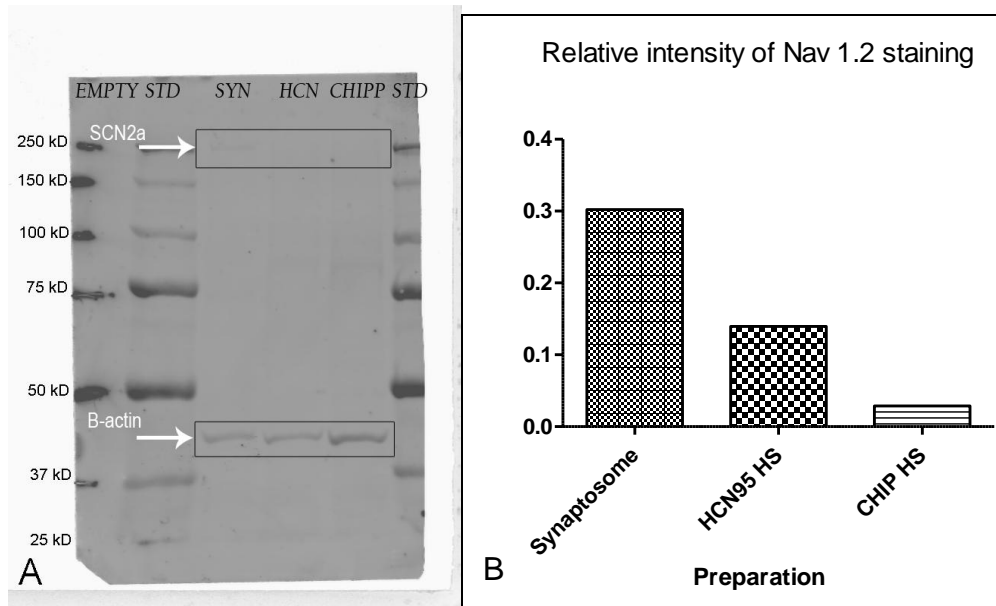 EMPTY STD SYN HCN CHIPP STD
SCN2a
250 kD
150 kD
100 kD
75 kD
50 kD
B-actin
37 kD
25 kD
A
Relative intensity of Nav 1.2 staining
0.4
0.3
0.2
0.1
0.0
Synaptosome
HCN95 HS
CHIP HS
Preparation
B